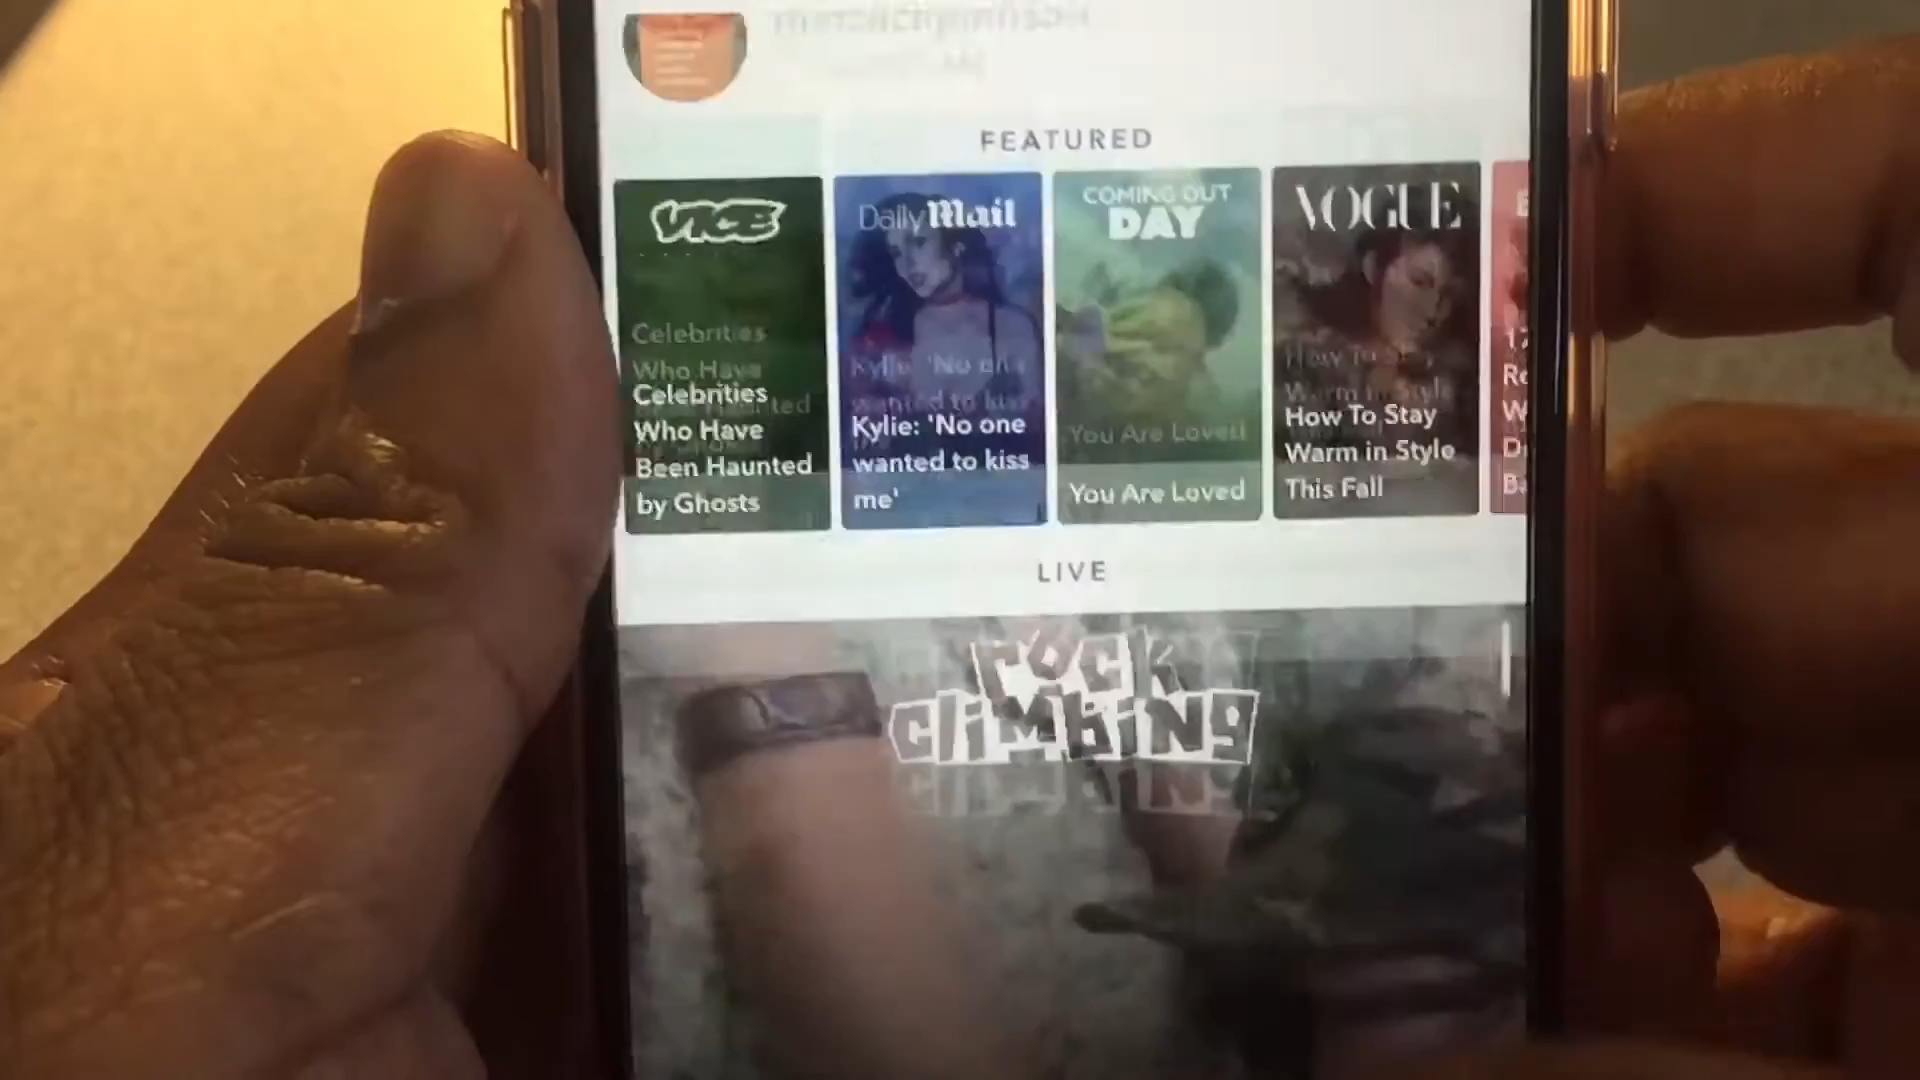 FEATURED
VICE
Celebrities
Who Have
Been Haunted
by Ghosts
Daily Mail
Kylie: 'No one
wanted to kiss
me'
COMING OUT
DAY
You Are Loved
VOGUE
How To Stay
Warm in Style
This Fall
LIVE
rock
climbing